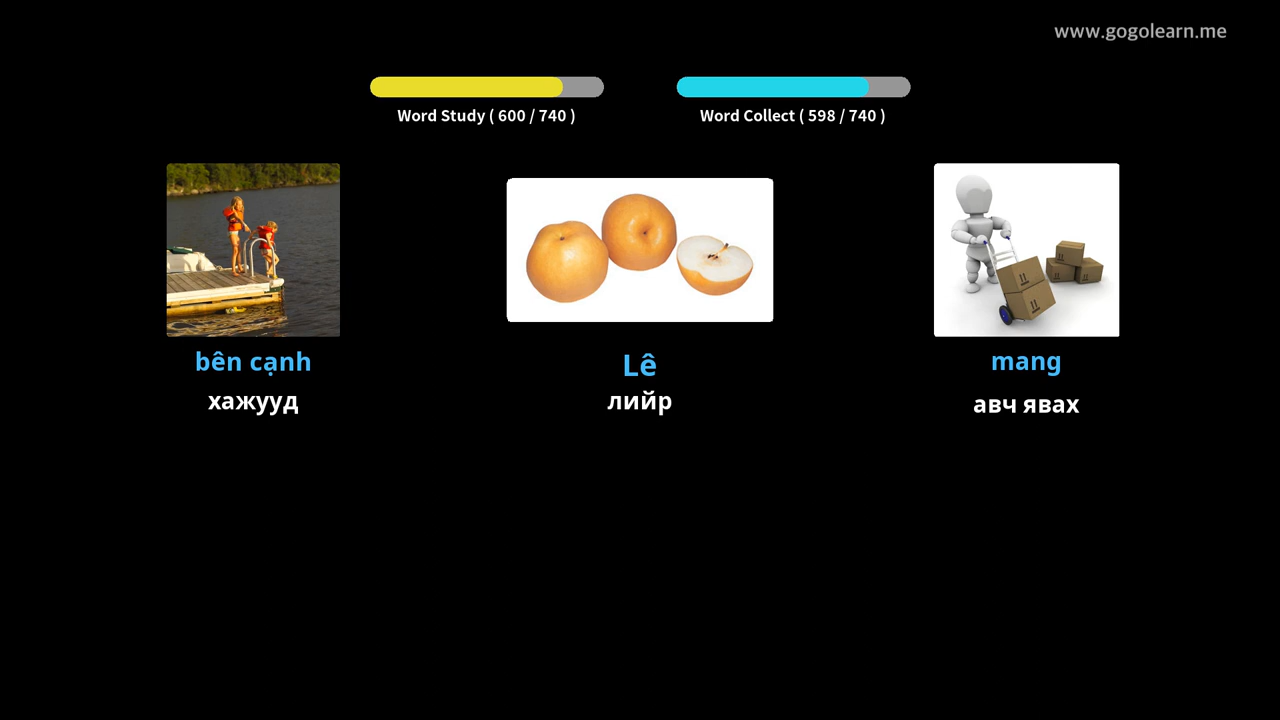 www.gogolearn.me
Word Study ( 600 / 740 )
Word Collect ( 598 / 740 )
bên cạnh
хажууд
Lê
лийр
mang
авч явах